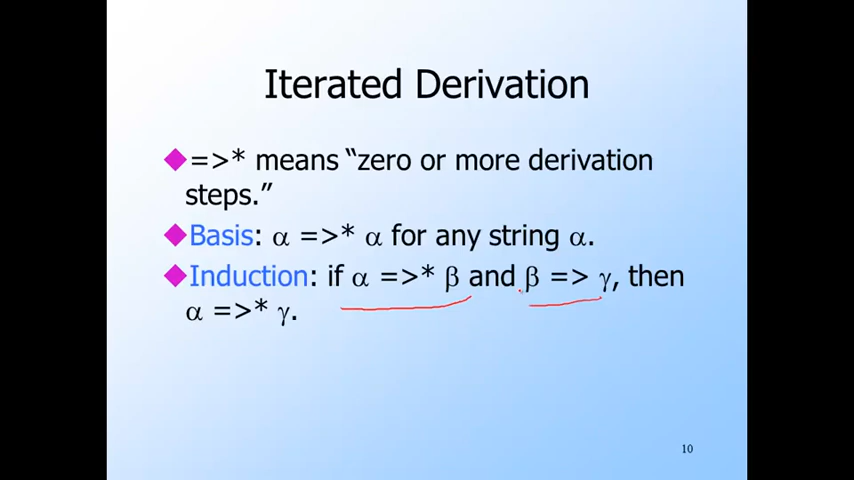 Iterated Derivation
=>* means “zero or more derivation
steps.”
Basis: α =>* α for any string α.
Induction: if α =>* β and β => γ, then
α =>* γ.
10